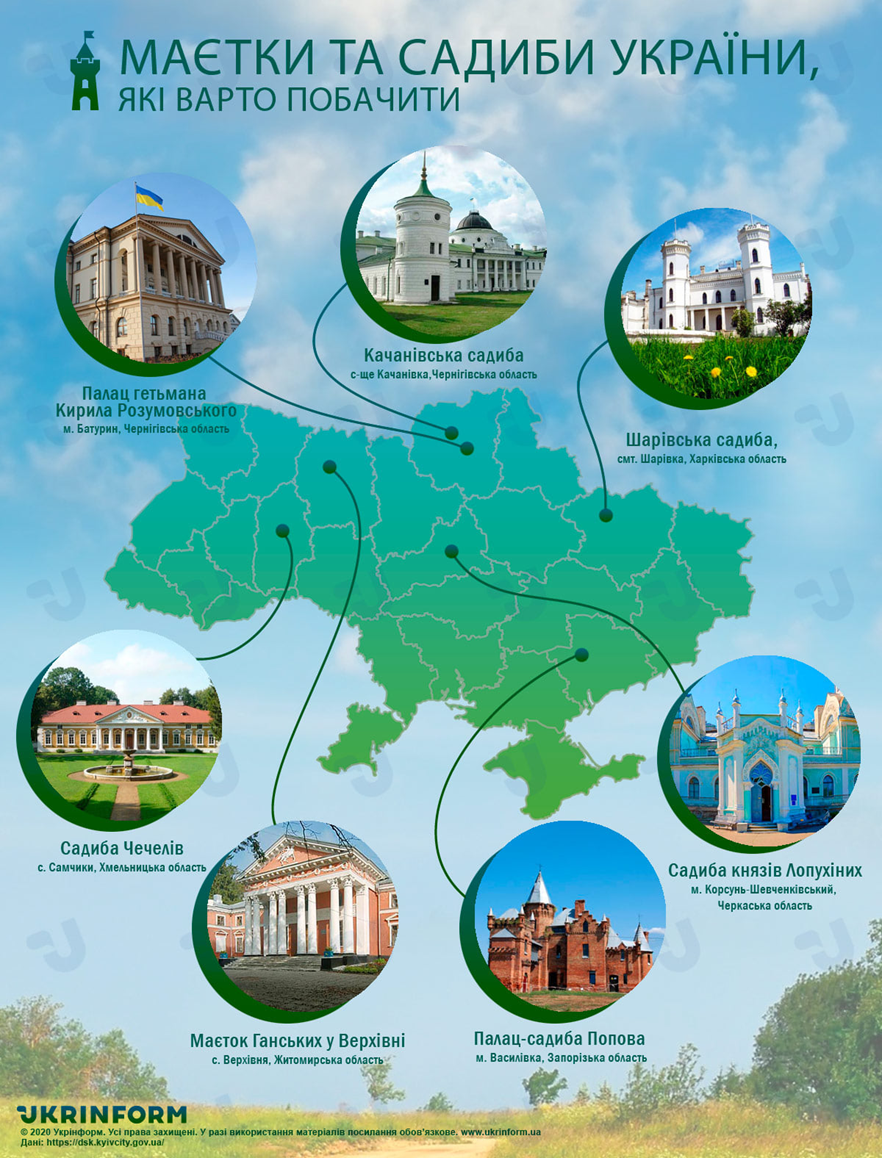 МАЄТКИ ТА САДИБИ УКРАЇНИ,
ЯКІ ВАРТО ПОБАЧИТИ
Качанівська садиба
с-ще Качанівка,Чернігівська область
Палац гетьмана
Кирила Розумовського
м. Батурин, Чернігівська область
Шарівська садиба,
смт. Шарівка, Харківська область
Садиба Чечелів
с. Самчики, Хмельницька область
Садиба князів Лопухіних
м. Корсунь-Шевченківський,
Черкаська область
Маєток Ганських у Верхівні
с. Верхівня, Житомирська область
Палац-садиба Попова
м. Василівка, Запорізька область
UKRINFORM
© 2020 Укрінформ. Усі права захищені. У разі використання матеріалів посилання обов'язкове. www.ukrinform.ua
Дані: https://dsk.kyivcity.gov.ua/